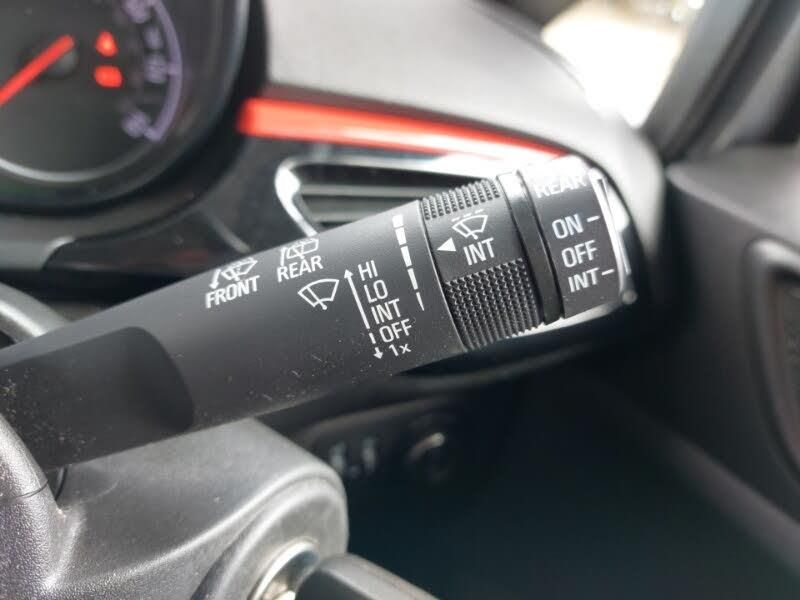 FRONT
REAR
HI
LO
INT
OFF
1x
INT
REAR
ON
OFF
INT